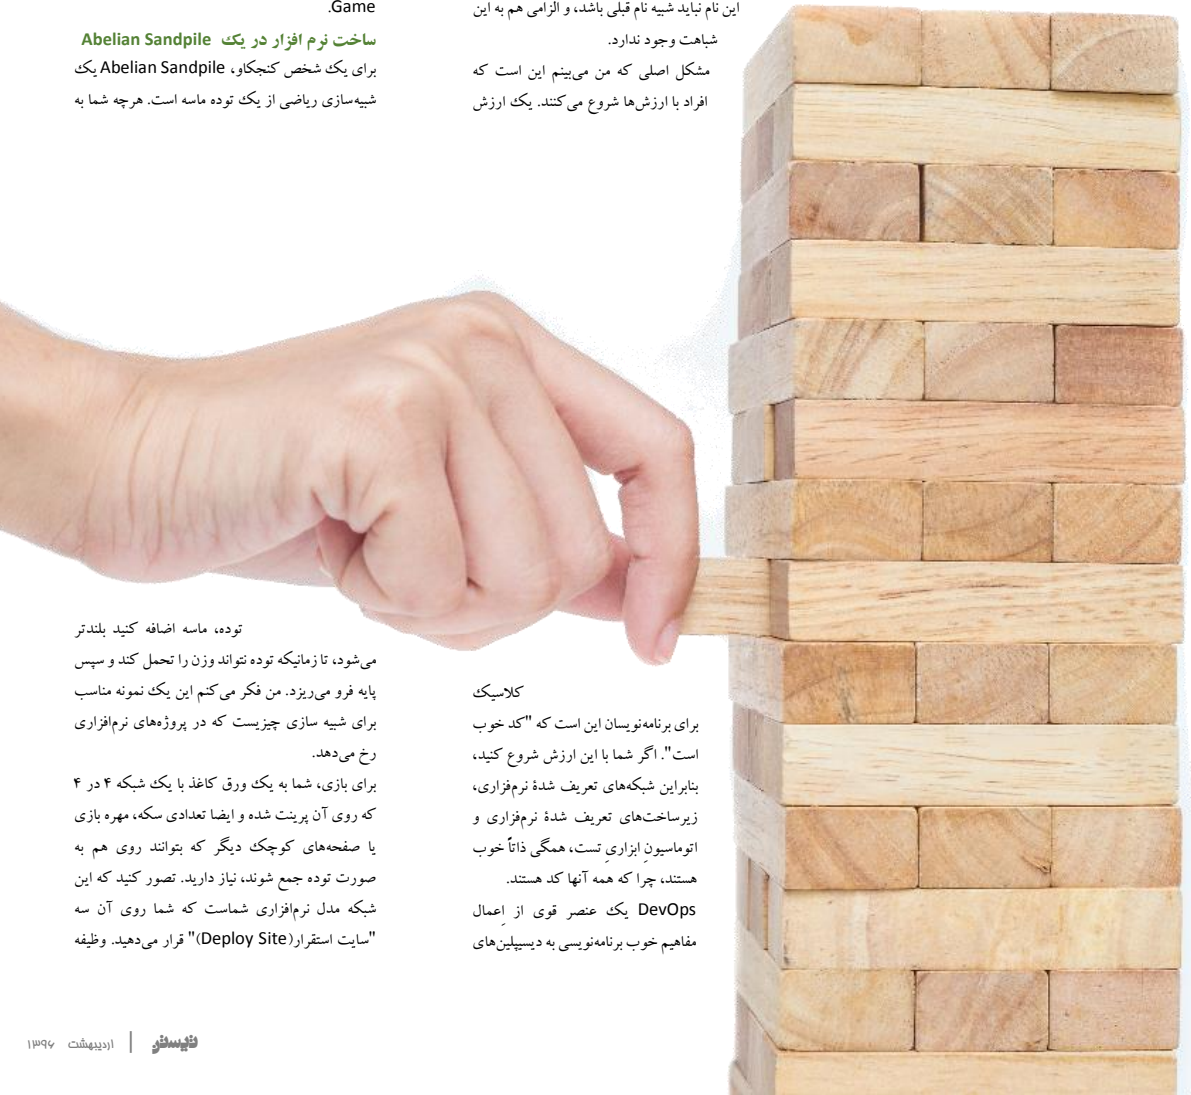 این نام نباید شبیه نام قبلی باشد، و الزامی هم به این
شباهت وجود ندارد.
مشکل اصلی که من می‌بینم این است که
افراد با ارزش‌ها شروع می‌کنند. یک ارزش
کلاسیک
برای برنامه‌نویسان این است که "کد خوب
است". اگر شما با این ارزش شروع کنید،
بنابراین شبکه‌های تعریف شدۀ نرم‌فزاری،
زیرساخت‌های تعریف شدۀ نرم‌فزاری و
اتوماسیونِ ابزاریِ تست، همگی ذاتاً خوب
هستند، چرا که همه آنها کد هستند.
DevOps یک عنصر قوی از اِعمال
مفاهیم خوب برنامه‌نویسی به دیسیپلین‌های
Game.
ساخت نرم افزار در یک Abelian Sandpile
برای یک شخص کنجکاو، Abelian Sandpile یک
شبیه‌سازی ریاضی از یک توده ماسه است. هرچه شما به
توده، ماسه اضافه کنید بلندتر
می‌شود، تا زمانیکه توده نتواند وزن را تحمل کند و سپس
پایه فرو می‌ریزد. من فکر می‌کنم این یک نمونه مناسب
برای شبیه سازی چیزیست که در پروژه‌های نرم‌افزاری
رخ می‌دهد.
برای بازی، شما به یک ورق کاغذ با یک شبکه ۴ در ۴
که روی آن پرینت شده و ایضا تعدادی سکه، مهره بازی
یا صفحه‌های کوچک دیگر که بتوانند روی هم به
صورت توده جمع شوند، نیاز دارید. تصور کنید که این
شبکه مدل نرم‌افزاری شماست که شما روی آن سه
"سایت استقرار(Deploy Site)" قرار می‌دهید. وظیفه
| اردیبهشت ۱۳۹۶